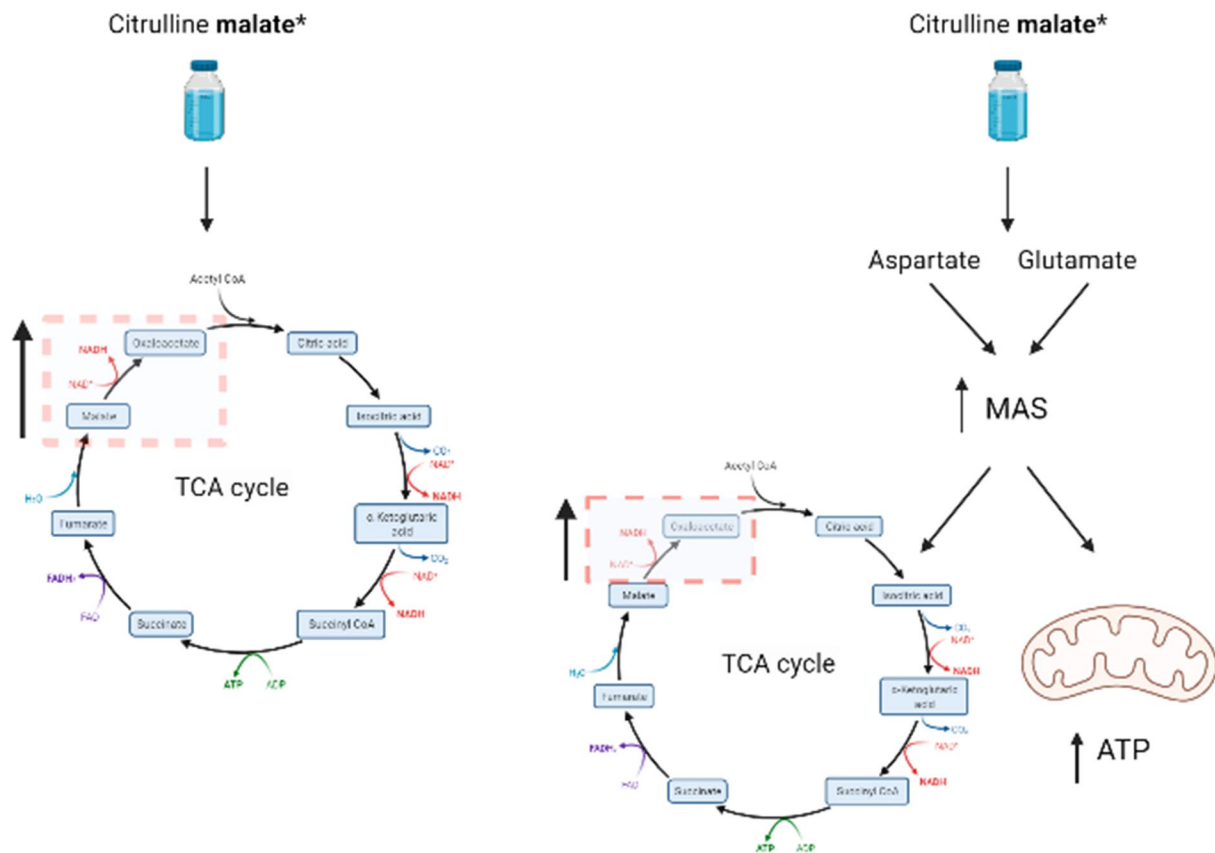 Citrulline malate*
Acetyl CoA
Oxaloacetate
Citric acid
NADH
NAD⁺
Malate
Isocitric acid
CO₂
NAD⁺
NADH
TCA cycle
H₂O
Fumarate
α-Ketoglutaric
acid
CO₂
FADH₂
FAD
NAD⁺
NADH
Succinate
Succinyl CoA
ATP
ADP
Citrulline malate*
Aspartate
Glutamate
MAS
Acetyl CoA
Oxaloacetate
Citric acid
NADH
NAD⁺
Malate
Isocitric acid
CO₂
NAD⁺
NADH
TCA cycle
H₂O
Fumarate
α-Ketoglutaric
acid
CO₂
FADH₂
FAD
NAD⁺
NADH
Succinate
Succinyl CoA
ATP
ADP
ATP